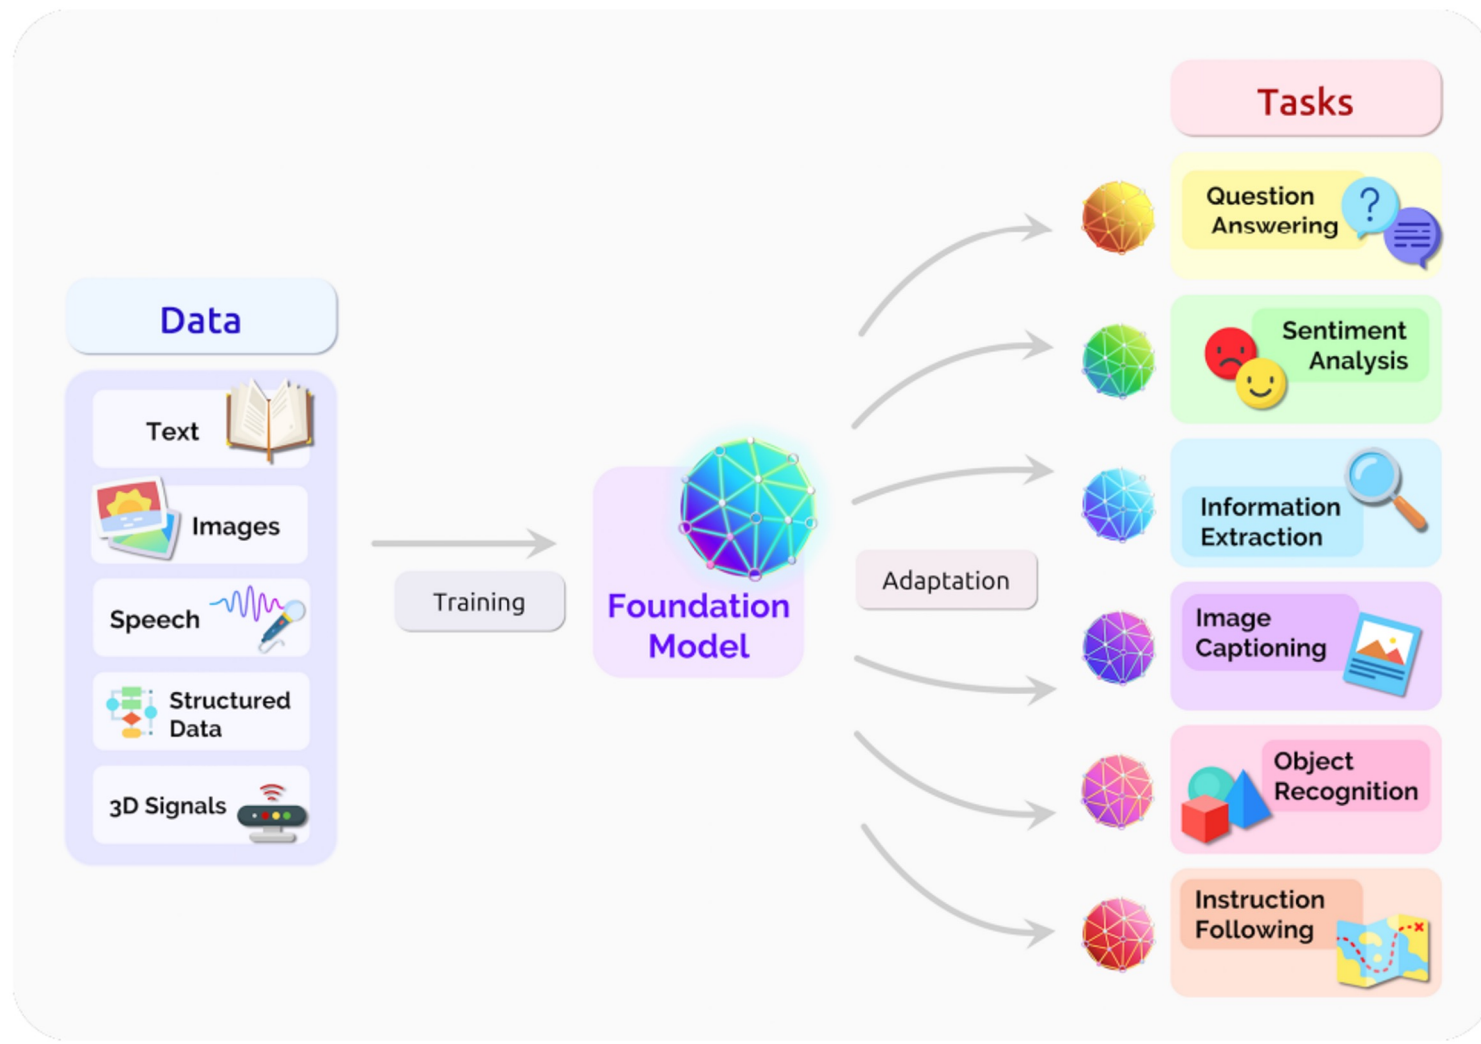 Data
Text
Images
Speech
Structured
Data
3D Signals
Training
Foundation
Model
Adaptation
Tasks
Question
Answering
?
Sentiment
Analysis
Information
Extraction
Image
Captioning
Object
Recognition
Instruction
Following